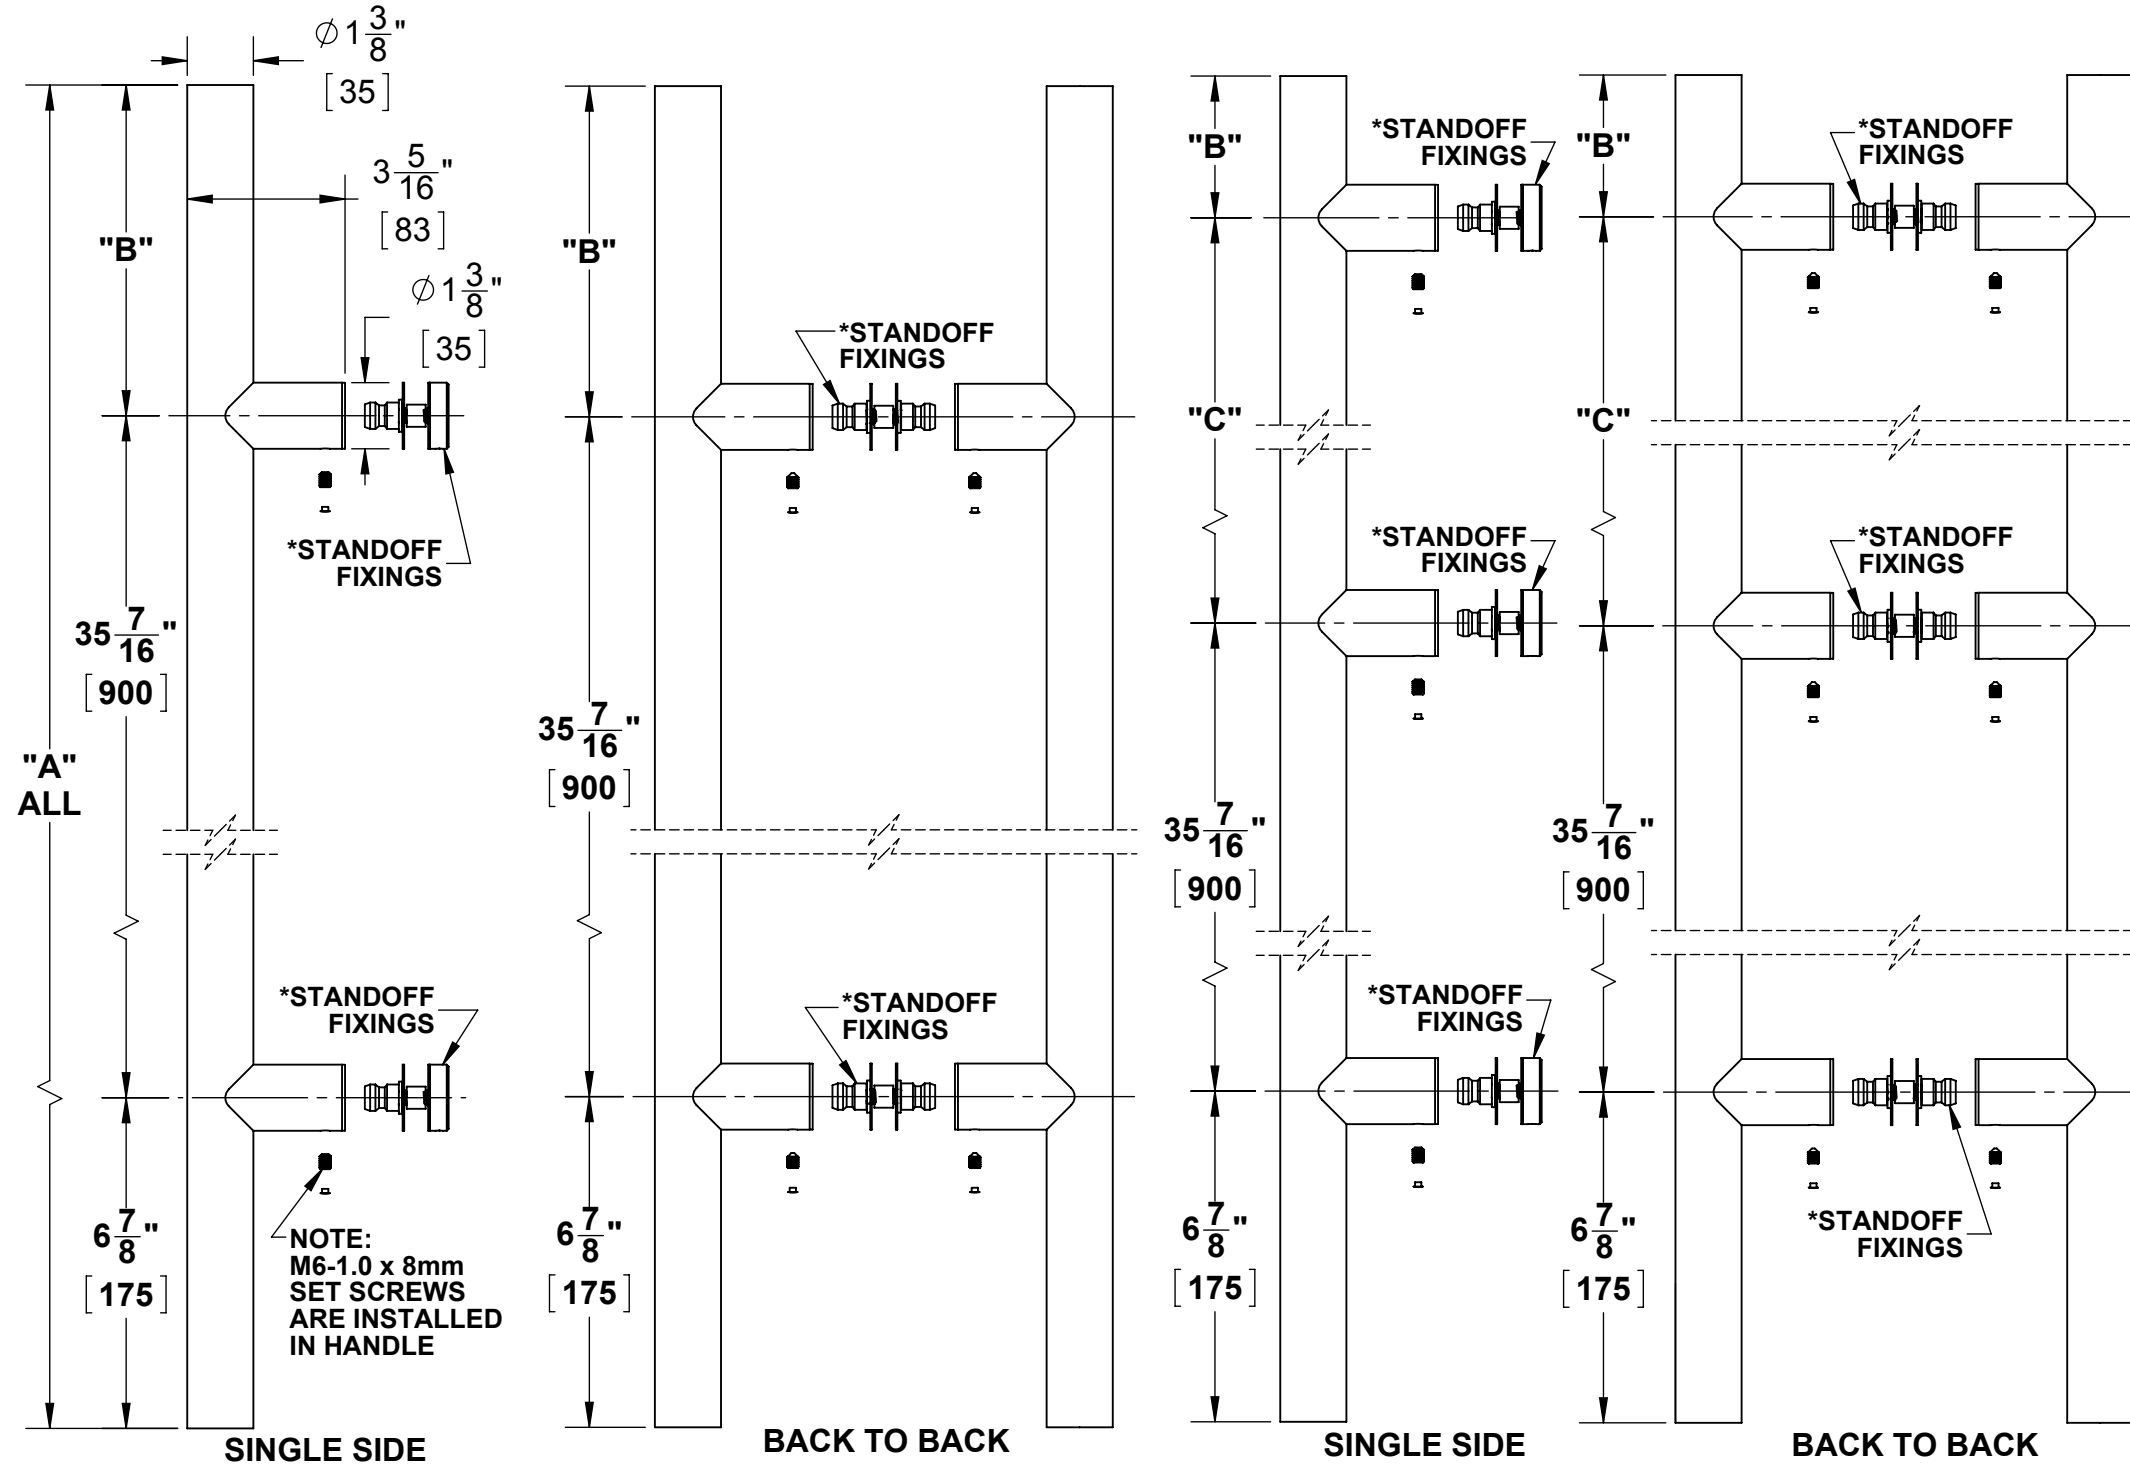 ∅1 3/8"
[35]
3 5/16"
[83]
∅1 3/8"
[35]
"B"
*STANDOFF
FIXINGS
35 7/16"
[900]
"A"
ALL
*STANDOFF
FIXINGS
6 7/8"
[175]
NOTE:
M6-1.0 x 8mm
SET SCREWS
ARE INSTALLED
IN HANDLE
SINGLE SIDE
"B"
*STANDOFF
FIXINGS
35 7/16"
[900]
*STANDOFF
FIXINGS
6 7/8"
[175]
BACK TO BACK
"B"
*STANDOFF
FIXINGS
"C"
*STANDOFF
FIXINGS
35 7/16"
[900]
*STANDOFF
FIXINGS
6 7/8"
[175]
SINGLE SIDE
"B"
*STANDOFF
FIXINGS
"C"
*STANDOFF
FIXINGS
35 7/16"
[900]
6 7/8"
[175]
*STANDOFF
FIXINGS
BACK TO BACK